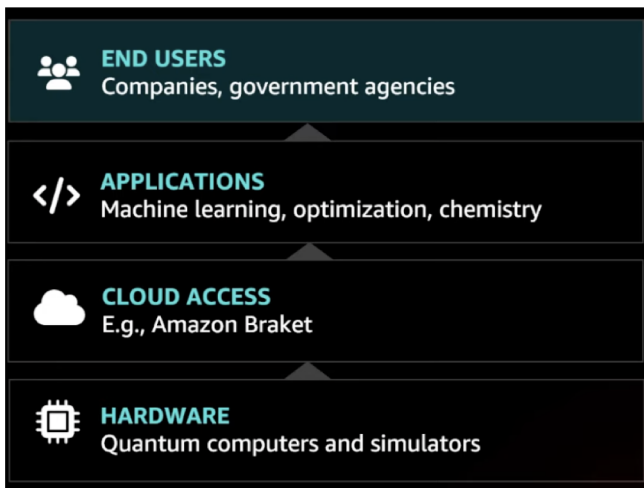 END USERS
Companies, government agencies
APPLICATIONS
Machine learning, optimization, chemistry
CLOUD ACCESS
E.g., Amazon Braket
HARDWARE
Quantum computers and simulators